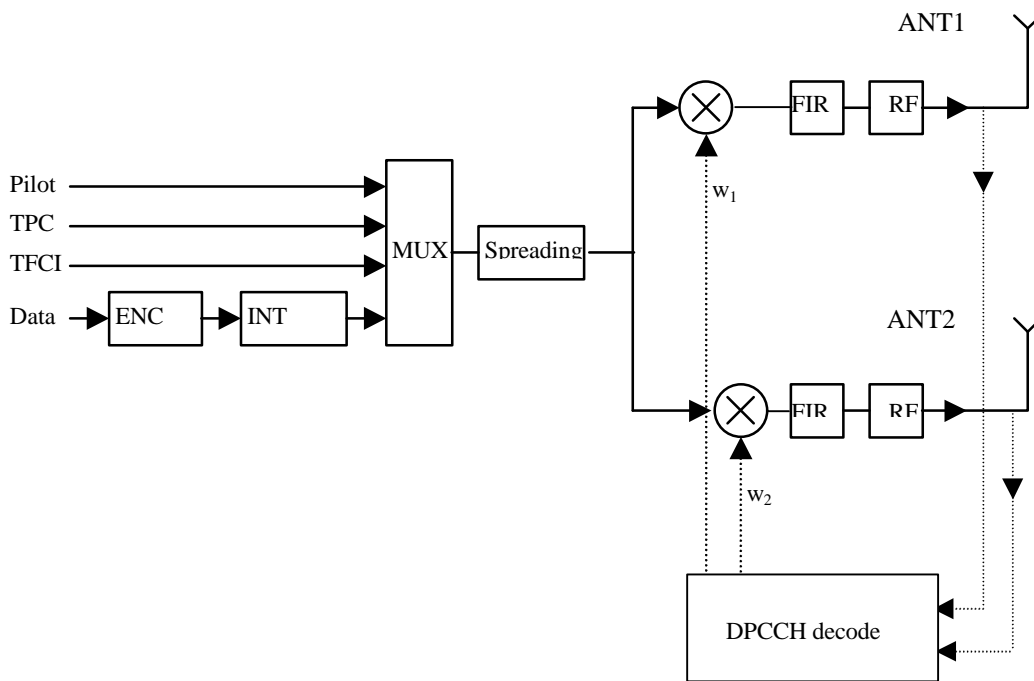 ANT1
FIR
RF
Pilot
w1
TPC
MUX
Spreading
TFCI
Data
ENC
INT
ANT2
FIR
RF
w2
DPCCH decode